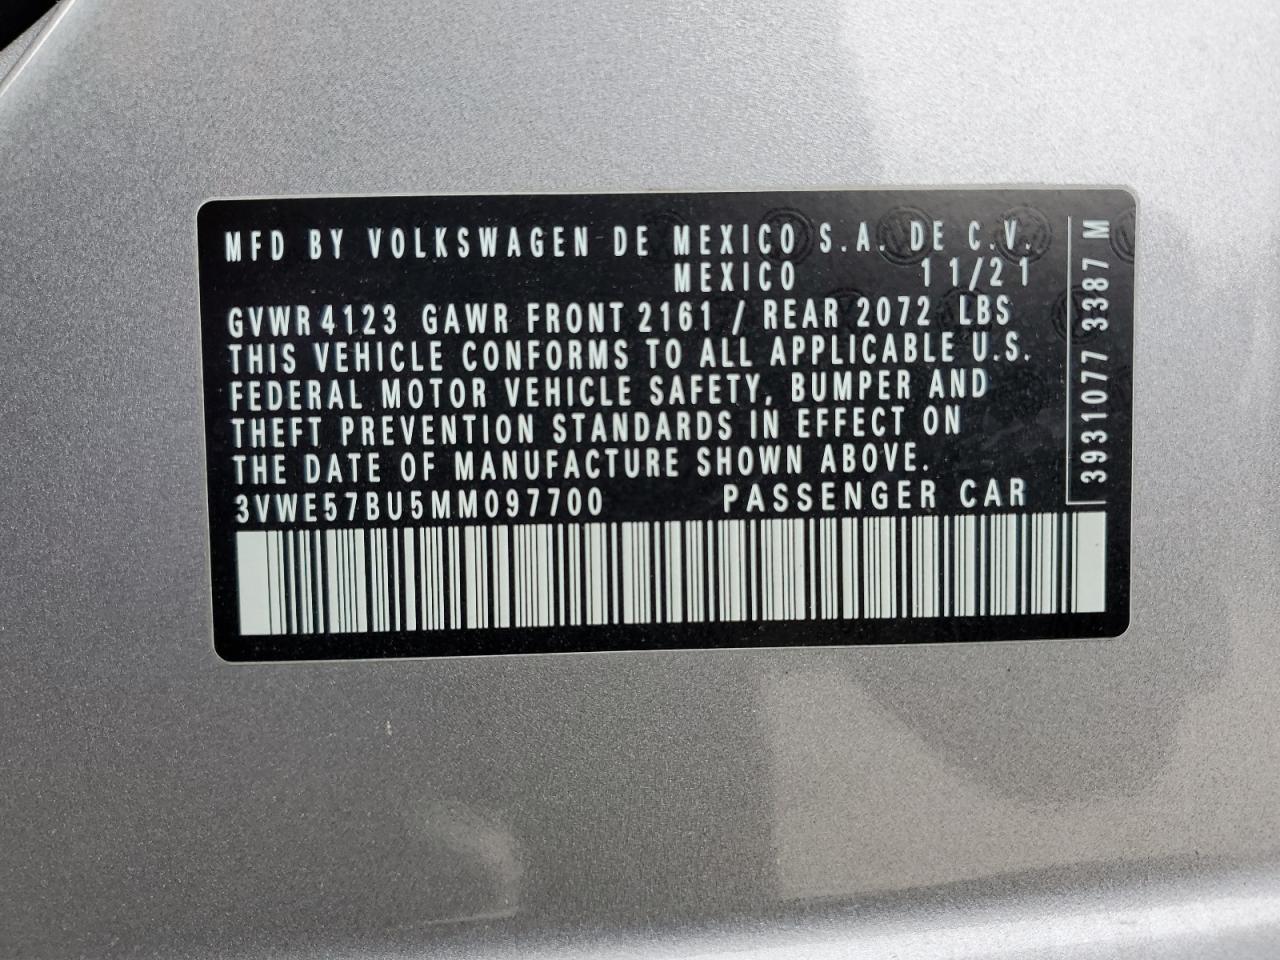 MFD BY VOLKSWAGEN DE MEXICO S.A. DE C.V.
MEXICO 11/21
GVWR 4123 GAWR FRONT 2161 / REAR 2072 LBS
THIS VEHICLE CONFORMS TO ALL APPLICABLE U.S.
FEDERAL MOTOR VEHICLE SAFETY, BUMPER AND
THEFT PREVENTION STANDARDS IN EFFECT ON
THE DATE OF MANUFACTURE SHOWN ABOVE.
3VWE57BU5MM097700 PASSENGER CAR
3931077 3387 M